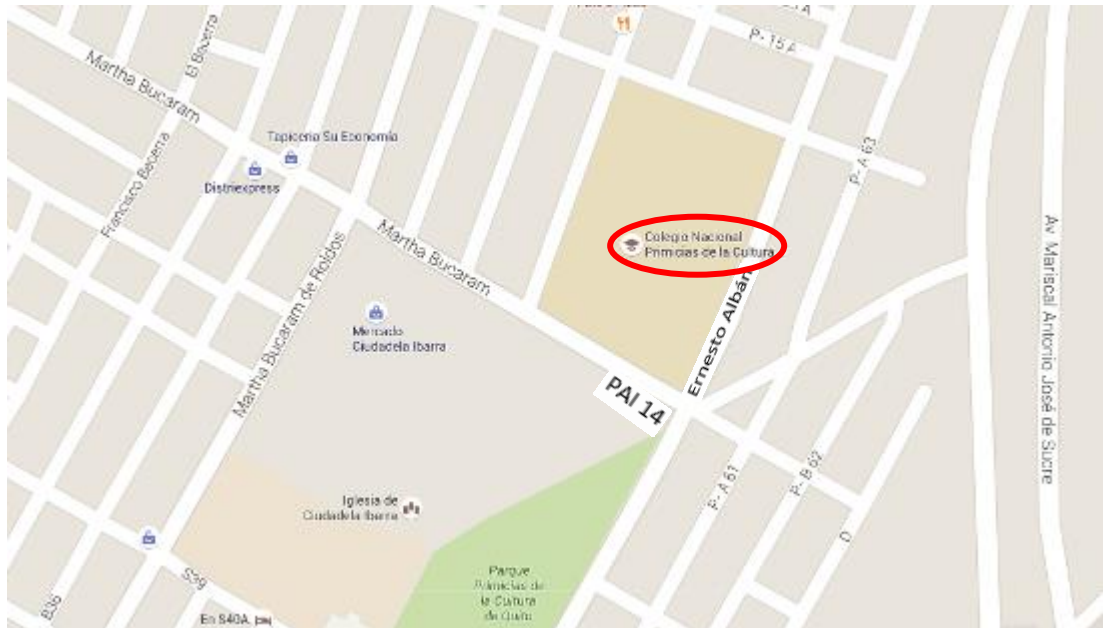 P- 15 A
El Becerra
Martha Bucaram
Tapiceria Su Economía
Distriexpress
Francisco Becerra
P- A 63
Colegio Nacional
Primicias de la Cultura
Martha Bucaram
Av. Mariscal Antonio José de Sucre
Martha Bucaram de Roldos
Mercado
Ciudadela Ibarra
Ernesto Albán
PAI 14
P- A 61
P- B 62
Iglesia de
Ciudadela Ibarra
D
S39
Parque
Primicias de
la Cultura
de Quito
En S40A